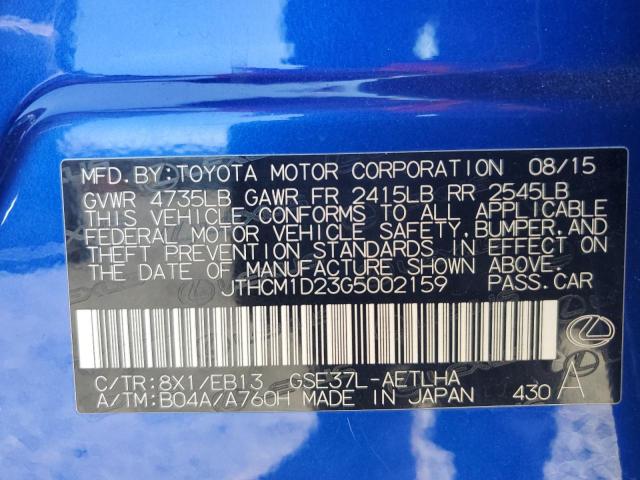 MFD.BY:TOYOTA MOTOR CORPORATION 08/15
GVWR 4735LB GAWR FR 2415LB RR 2545LB
THIS VEHICLE CONFORMS TO ALL APPLICABLE
FEDERAL MOTOR VEHICLE SAFETY,BUMPER,AND
THEFT PREVENTION STANDARDS IN EFFECT ON
THE DATE OF MANUFACTURE SHOWN ABOVE.
JTHCM1D23G5002159 PASS.CAR
C/TR:8X1/EB13 GSE37L-AETLHA
A/TM:B04A/A760H MADE IN JAPAN 430 A